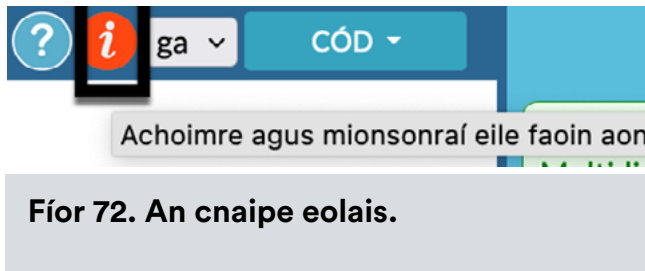 ? i ga CÓD
Achoimre agus mionsonraí eile faoin aon
Fíor 72. An cnaipe eolais.